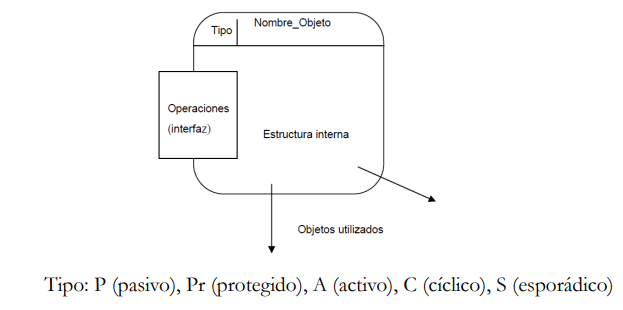 Tipo
Nombre_Objeto
Operaciones
(interfaz)
Estructura interna
Objetos utilizados
Tipo: P (pasivo), Pr (protegido), A (activo), C (cíclico), S (esporádico)